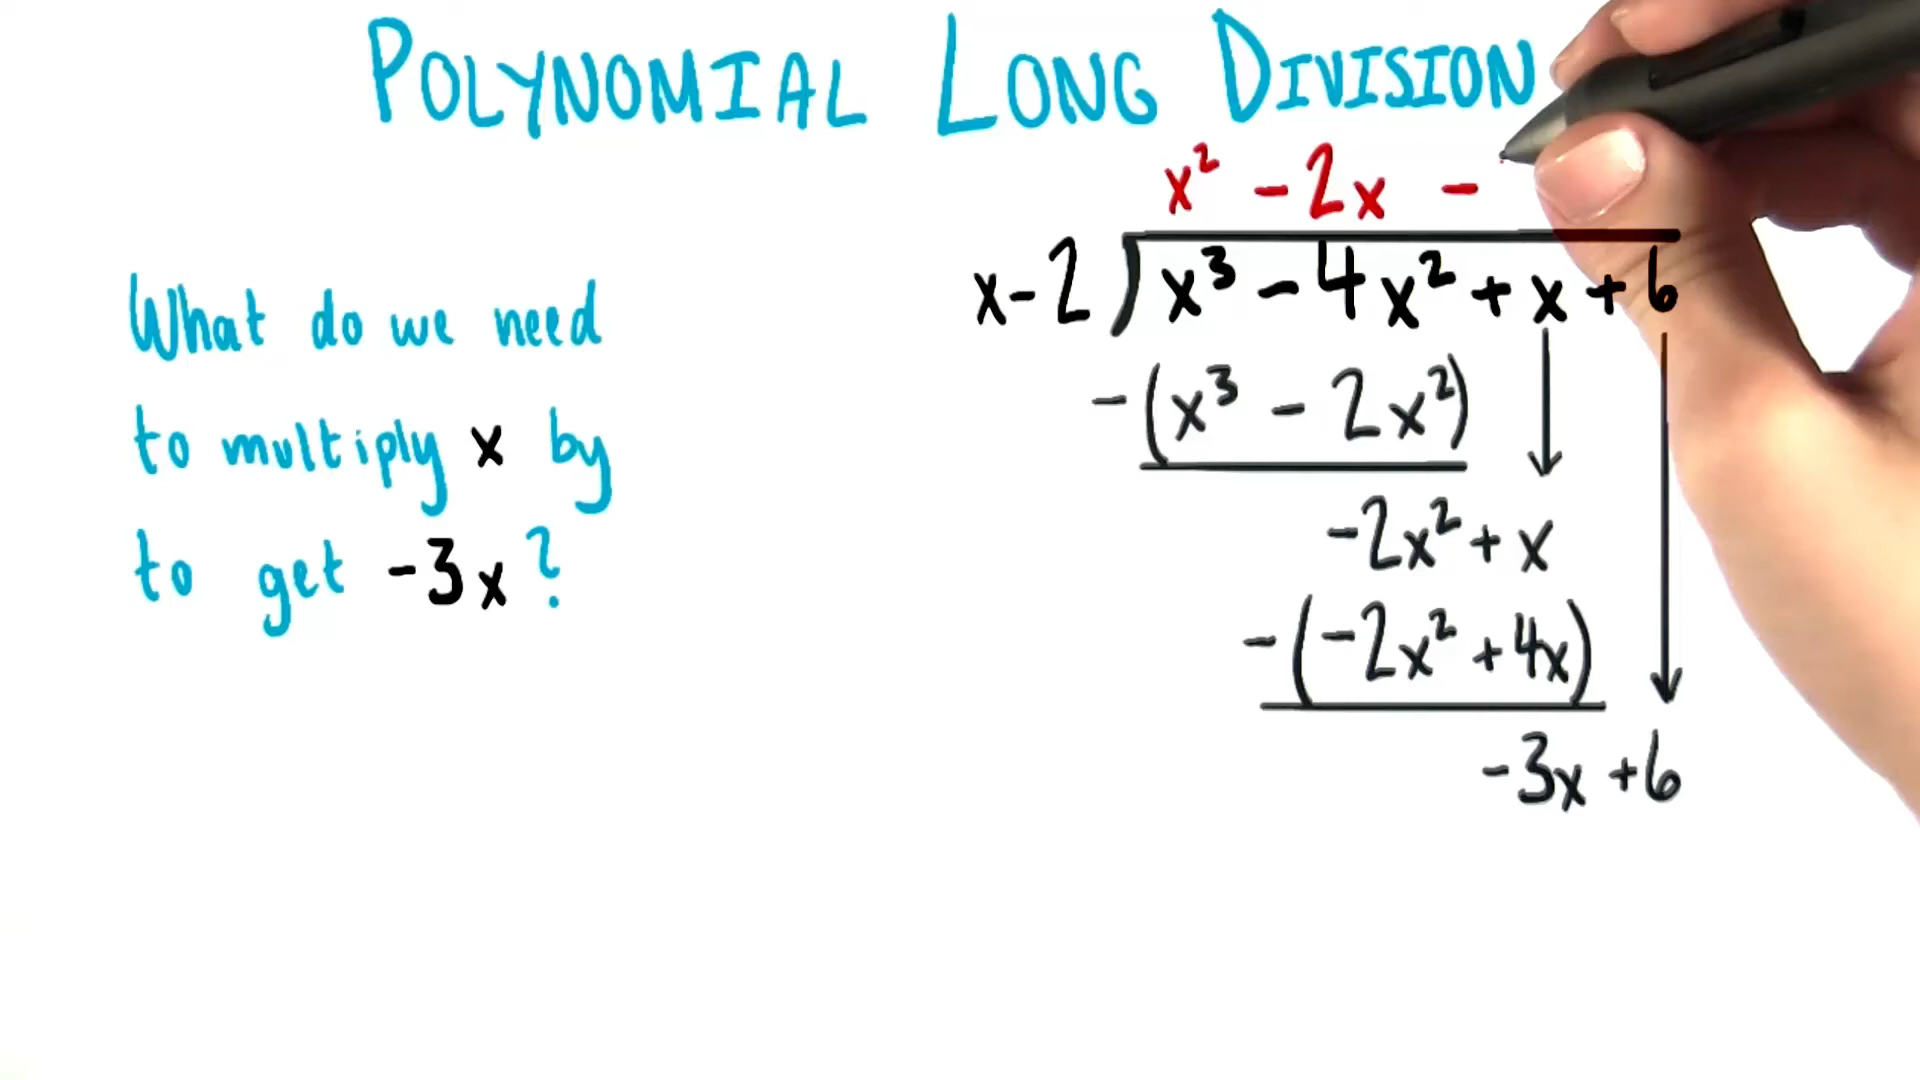 POLYNOMIAL LONG DIVISION
What do we need
to multiply x by
to get -3x?
x² - 2x -
x-2 ) x³ - 4x² + x + 6
-(x³ - 2x²)
-2x² + x
-(-2x² + 4x)
-3x + 6